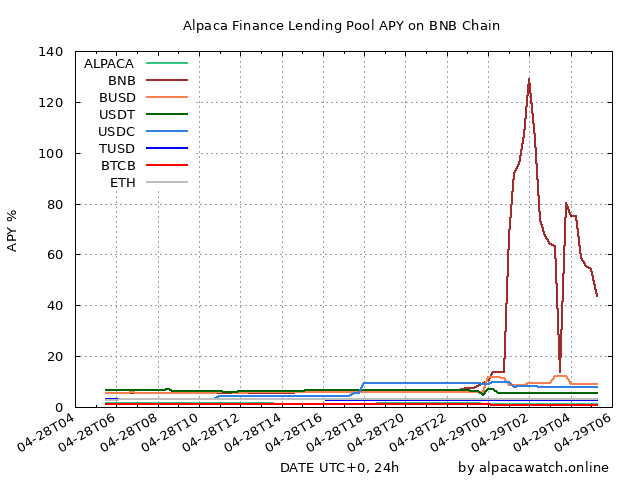 Alpaca Finance Lending Pool APY on BNB Chain
APY %
140
120
100
80
60
40
20
0
ALPACA
BNB
BUSD
USDT
USDC
TUSD
BTCB
ETH
04-28T04
04-28T06
04-28T08
04-28T10
04-28T12
04-28T14
04-28T16
04-28T18
04-28T20
04-28T22
04-29T00
04-29T02
04-29T04
04-29T06
DATE UTC+0, 24h
by alpacawatch.online